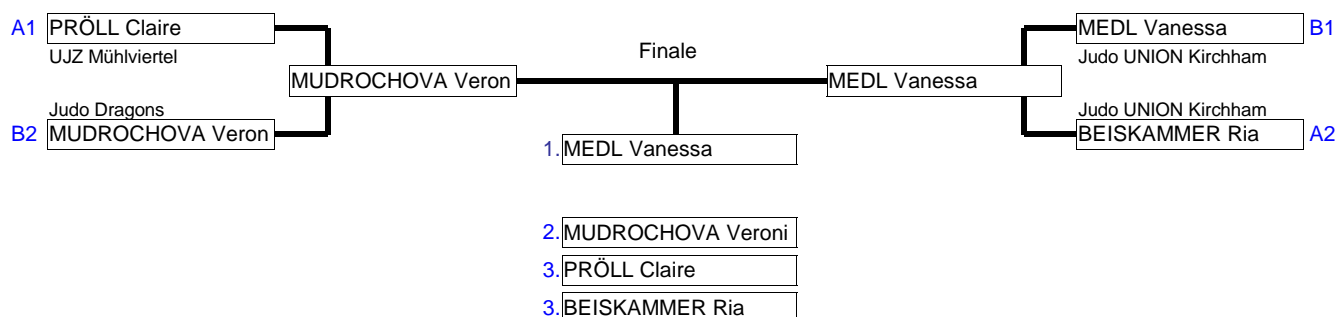 A1 PRÖLL Claire
UJZ Mühlviertel
MUDROCHOVA Veron
Judo Dragons
B2 MUDROCHOVA Veron
Finale
MEDL Vanessa B1
Judo UNION Kirchham
MEDL Vanessa
Judo UNION Kirchham
BEISKAMMER Ria A2
1. MEDL Vanessa
2. MUDROCHOVA Veroni
3. PRÖLL Claire
3. BEISKAMMER Ria